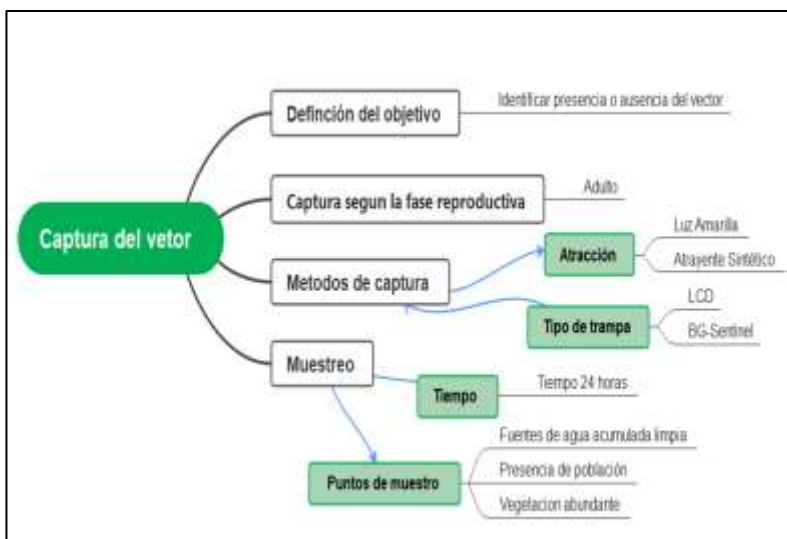 Captura del vetor
Definción del objetivo
Identificar presencia o ausencia del vector
Captura segun la fase reproductiva
Adulto
Metodos de captura
Atracción
Luz Amarilla
Atrayente Sintético
Tipo de trampa
LCD
BG-Sentinel
Muestreo
Tiempo
Tiempo 24 horas
Puntos de muestro
Fuentes de agua acumulada limpia
Presencia de población
Vegetacion abundante